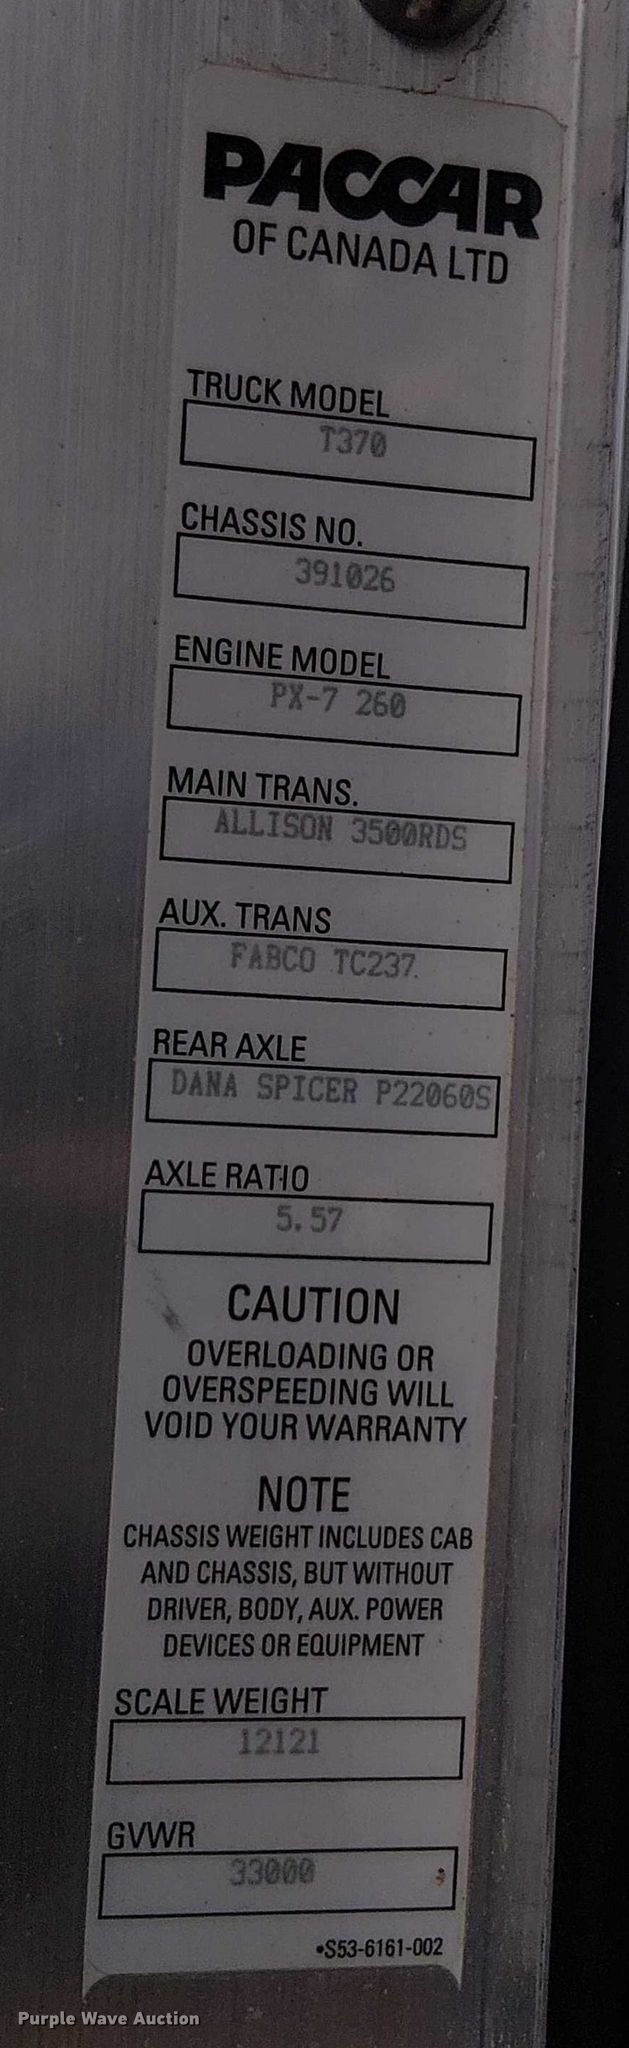 PACCAR
OF CANADA LTD
TRUCK MODEL
T370
CHASSIS NO.
391026
ENGINE MODEL
PX-7 260
MAIN TRANS.
ALLISON 3500RDS
AUX. TRANS
FABCO TC237
REAR AXLE
DANA SPICER P22060S
AXLE RATIO
5.57
CAUTION
OVERLOADING OR
OVERSPEEDING WILL
VOID YOUR WARRANTY
NOTE
CHASSIS WEIGHT INCLUDES CAB
AND CHASSIS, BUT WITHOUT
DRIVER, BODY, AUX. POWER
DEVICES OR EQUIPMENT
SCALE WEIGHT
12121
GVWR
33000
•S53-6161-002
Purple Wave Auction